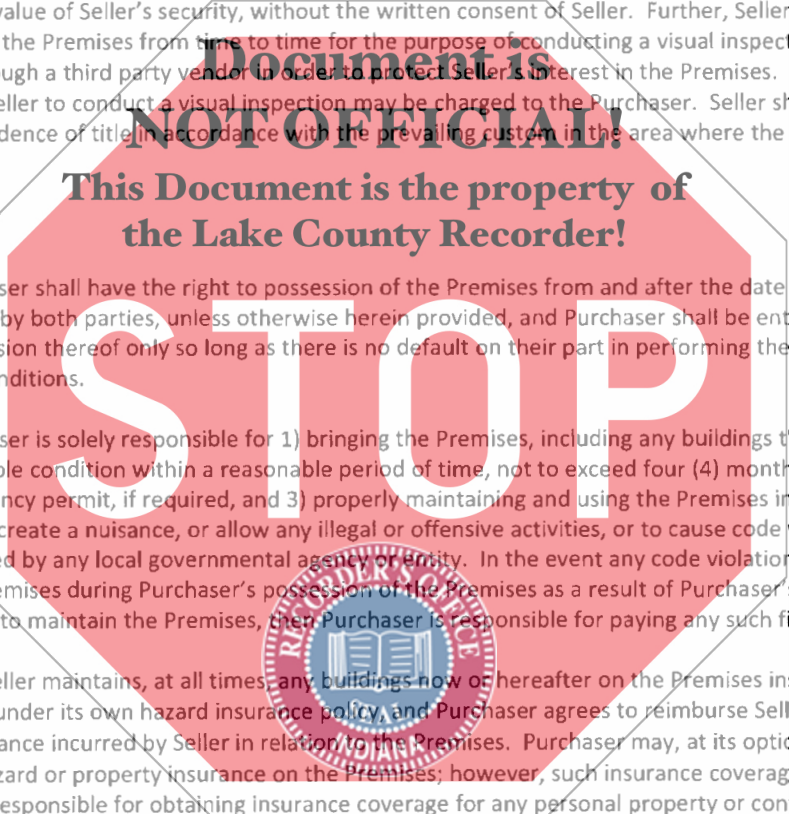 value of Seller's security, without the written consent of Seller. Further, Seller
the Premises from time to time for the purpose of conducting a visual inspect
ugh a third party vendor in order to protect Seller's interest in the Premises.
eller to conduct a visual inspection may be charged to the Purchaser. Seller sh
dence of title in accordance with the prevailing custom in the area where the
Document is
NOT OFFICIAL!
This Document is the property of
the Lake County Recorder!
ser shall have the right to possession of the Premises from and after the date
by both parties, unless otherwise herein provided, and Purchaser shall be ent
sion thereof only so long as there is no default on their part in performing the
nditions.
STOP
ser is solely responsible for 1) bringing the Premises, including any buildings t
ble condition within a reasonable period of time, not to exceed four (4) month
ncy permit, if required, and 3) properly maintaining and using the Premises in
create a nuisance, or allow any illegal or offensive activities, or to cause code
d by any local governmental agency or entity. In the event any code violation
emises during Purchaser's possession of the Premises as a result of Purchaser'
to maintain the Premises, then Purchaser is responsible for paying any such fi
RECORDER'S OFFICE
INDIANA
eller maintains, at all times, any buildings now or hereafter on the Premises ins
under its own hazard insurance policy, and Purchaser agrees to reimburse Sell
ance incurred by Seller in relation to the Premises. Purchaser may, at its optio
zard or property insurance on the Premises; however, such insurance coverag
responsible for obtaining insurance coverage for any personal property or con